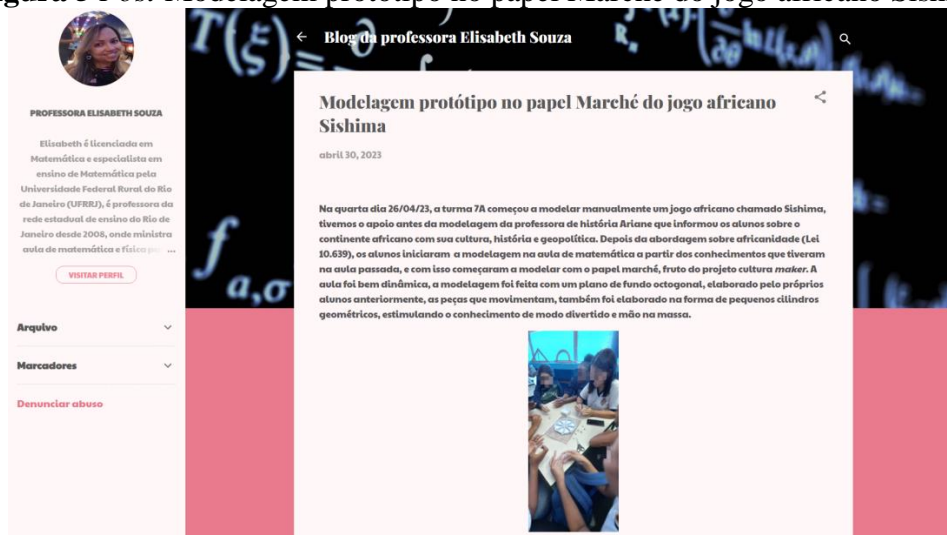 Modelagem protótipo no papel Marché do jogo africano
PROFESSORA ELISABETH SOUZA
Elisabeth é licenciada em
Matemática e especialista em
ensino de Matemática pela
Universidade Federal Rural do Rio
de Janeiro (UFRRJ), é professora da
rede estadual de ensino do Rio de
Janeiro desde 2008, onde ministra
aula de matemática e física ...
VISITAR PERFIL
Arquivo
Marcadores
Denunciar abuso
Blog da professora Elisabeth Souza
Modelagem protótipo no papel Marché do jogo africano
Sishima
abril 30, 2023
Na quarta dia 26/04/23, a turma 7A começou a modelar manualmente um jogo africano chamado Sishima,
tivemos o apoio antes da modelagem da professora de história Ariane que informou os alunos sobre o
continente africano com sua cultura, história e geopolítica. Depois da abordagem sobre africanidade (Lei
10.639), os alunos iniciaram a modelagem na aula de matemática a partir dos conhecimentos que tiveram
na aula passada, e com isso começaram a modelar com o papel marché, fruto do projeto cultura maker. A
aula foi bem dinâmica, a modelagem foi feita com um plano de fundo octogonal, elaborado pelo próprios
alunos anteriormente, as peças que movimentam, também foi elaborado na forma de pequenos cilindros
geométricos, estimulando o conhecimento de modo divertido e mão na massa.